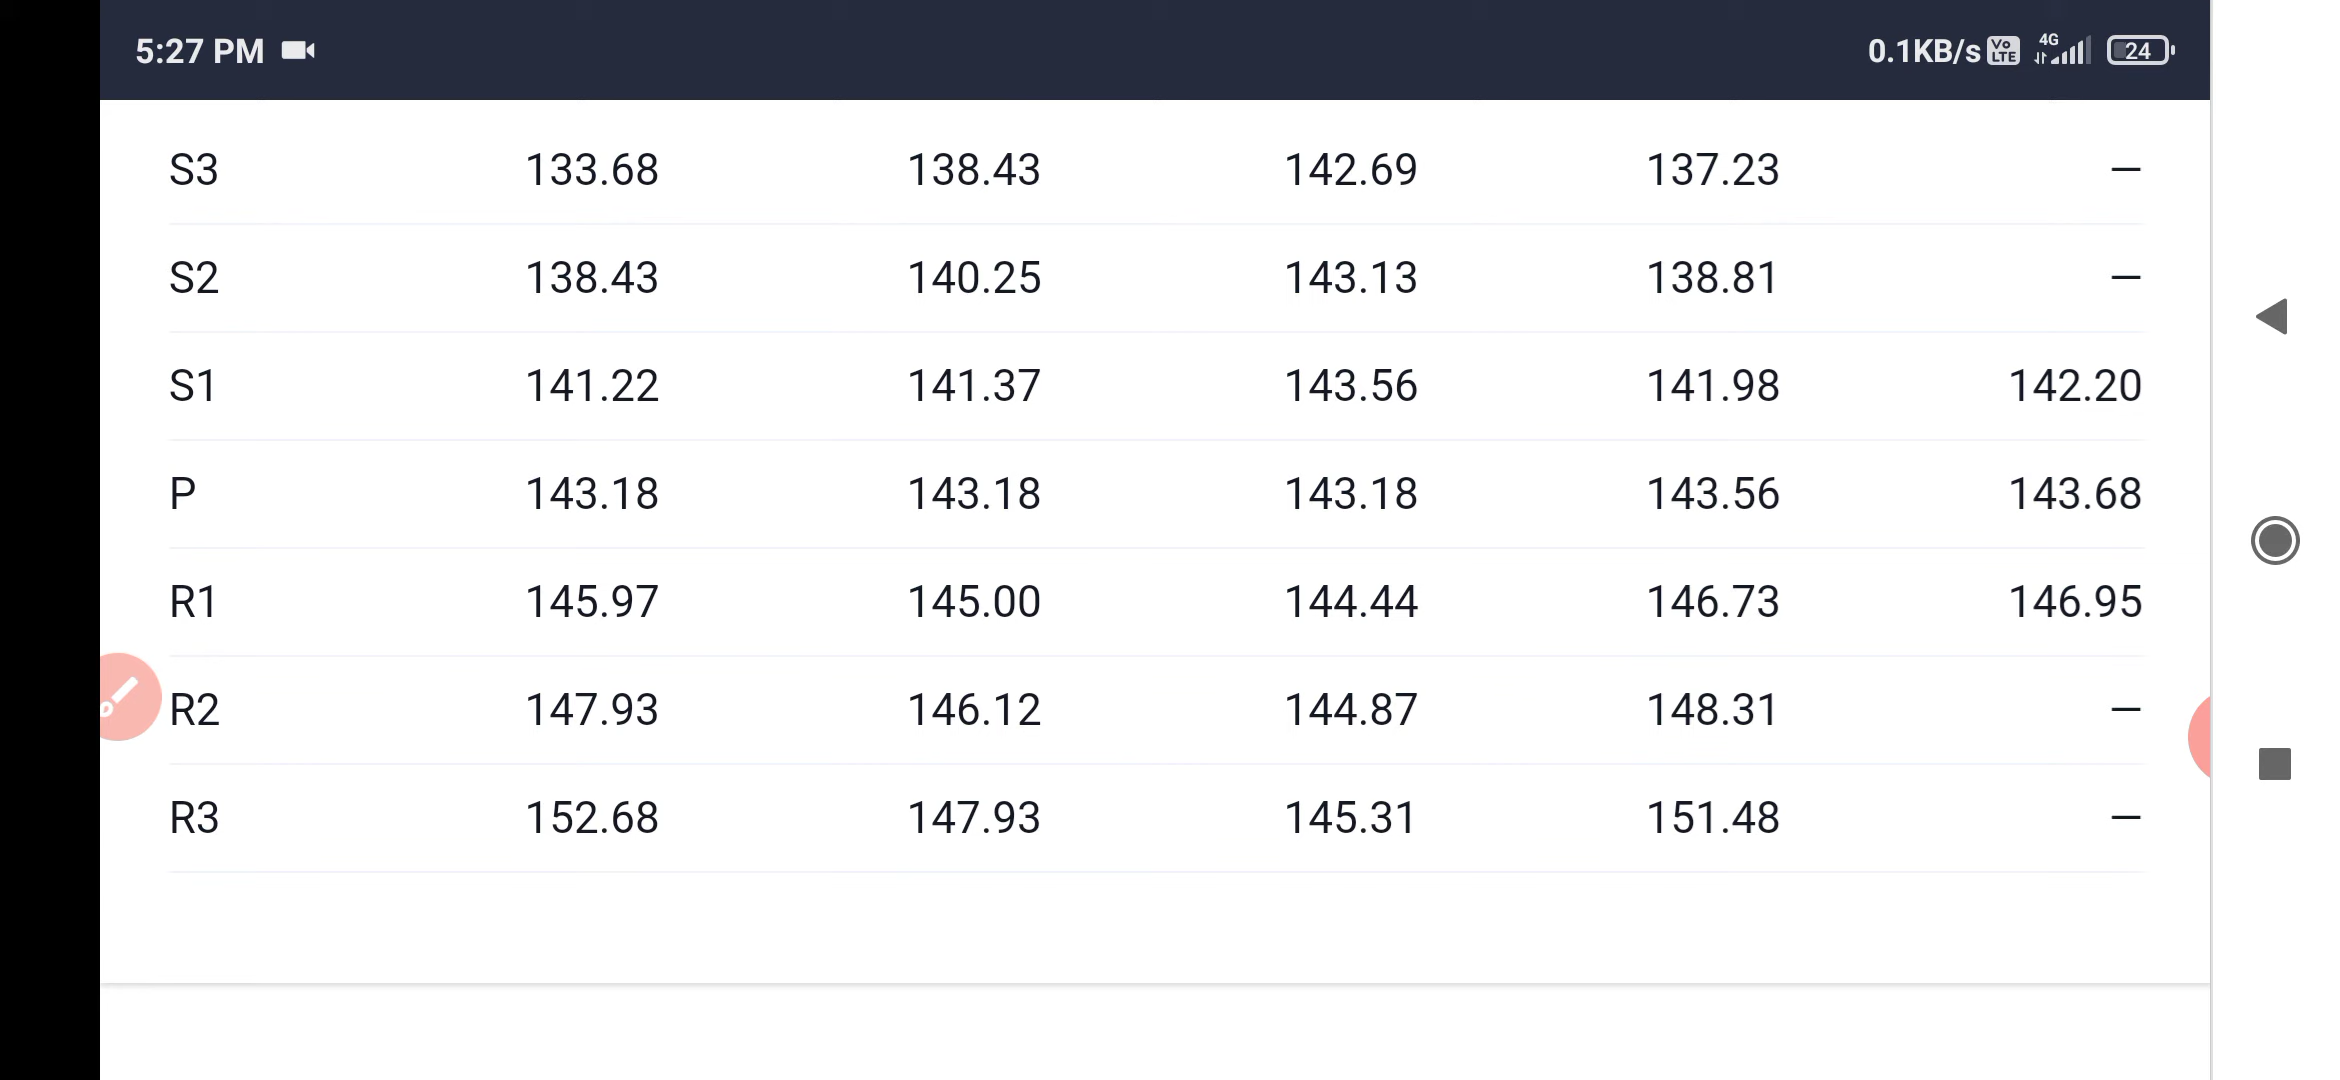 5:27 PM 0.1KB/s Vo LTE 4G 24
S3 133.68 138.43 142.69 137.23 —
S2 138.43 140.25 143.13 138.81 —
S1 141.22 141.37 143.56 141.98 142.20
P 143.18 143.18 143.18 143.56 143.68
R1 145.97 145.00 144.44 146.73 146.95
R2 147.93 146.12 144.87 148.31 —
R3 152.68 147.93 145.31 151.48 —